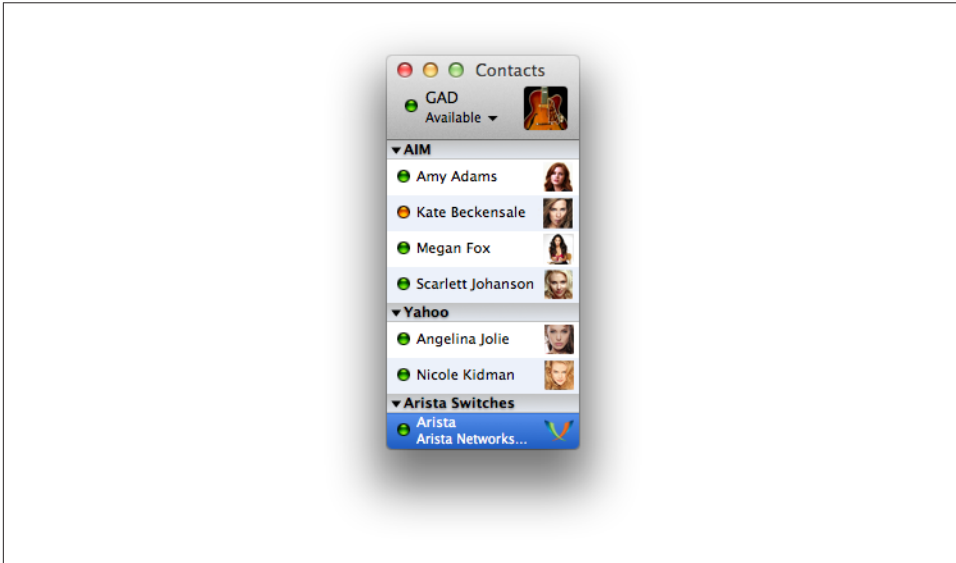 Contacts
GAD
Available
AIM
Amy Adams
Kate Beckensale
Megan Fox
Scarlett Johanson
Yahoo
Angelina Jolie
Nicole Kidman
Arista Switches
Arista
Arista Networks...